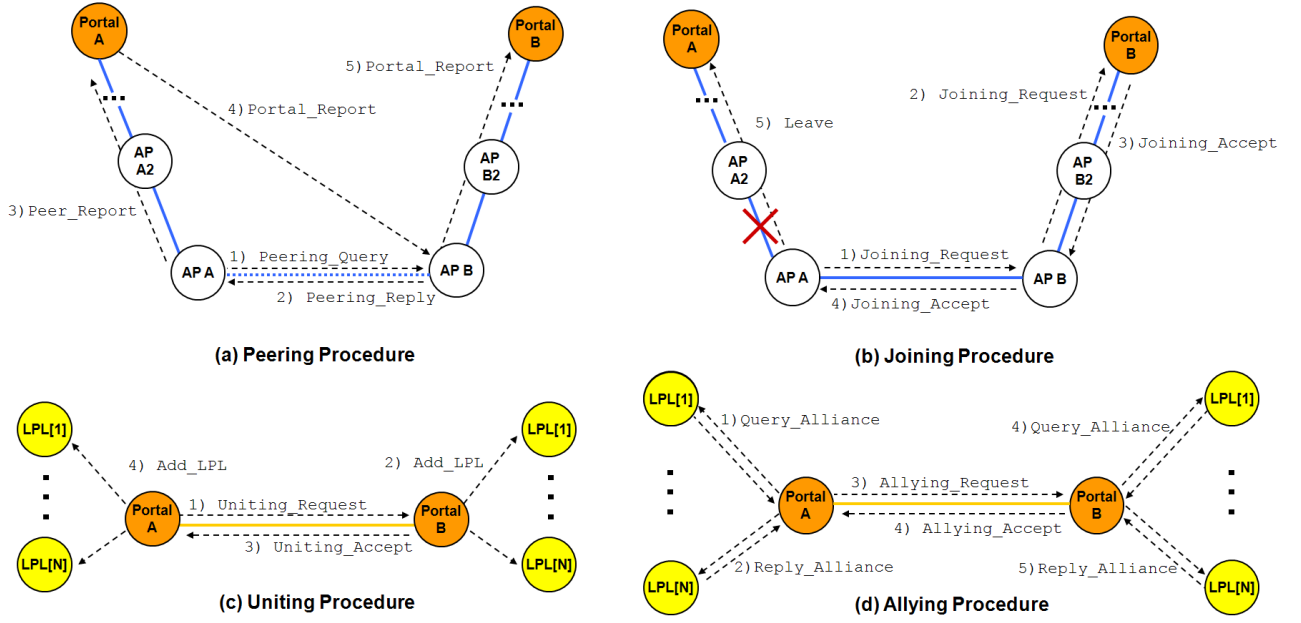 Portal
A
Portal
B
5)Portal_Report
4)Portal_Report
AP
A2
AP
B2
3)Peer_Report
1) Peering_Query
AP A
AP B
2) Peering_Reply
(a) Peering Procedure
Portal
A
Portal
B
2) Joining_Request
5) Leave
3)Joining_Accept
AP
A2
AP
B2
1)Joining_Request
AP A
AP B
4)Joining_Accept
(b) Joining Procedure
LPL[1]
LPL[1]
4) Add_LPL
2) Add_LPL
1) Uniting_Request
Portal
A
Portal
B
3) Uniting_Accept
LPL[N]
LPL[N]
(c) Uniting Procedure
LPL[1]
LPL[1]
1)Query_Alliance
4)Query_Alliance
3) Allying_Request
Portal
A
Portal
B
4) Allying_Accept
2)Reply_Alliance
5)Reply_Alliance
LPL[N]
LPL[N]
(d) Allying Procedure